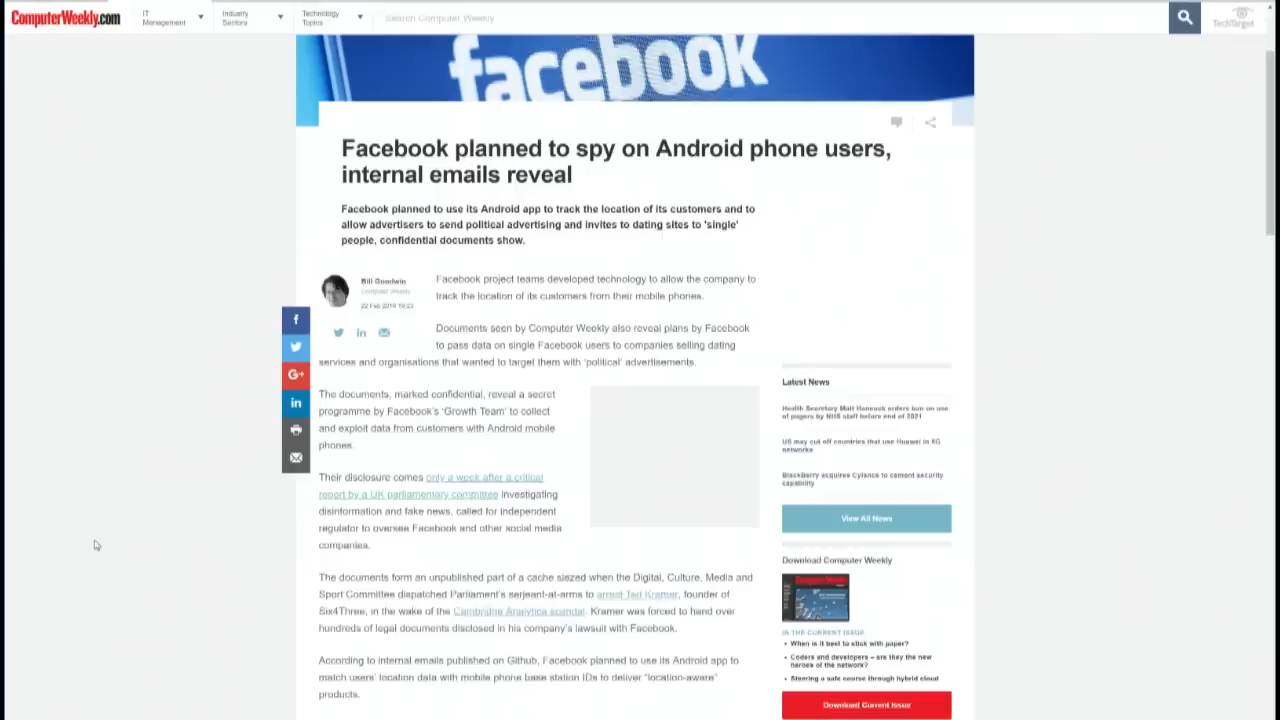 ComputerWeekly.com
IT
Management
Industry
Sectors
Technology
Topics
Search Computer Weekly
TechTarget
facebook
Facebook planned to spy on Android phone users,
internal emails reveal
Facebook planned to use its Android app to track the location of its customers and to
allow advertisers to send political advertising and invites to dating sites to 'single'
people, confidential documents show.
Bill Goodwin
Computer Weekly
22 Feb 2019
Facebook project teams developed technology to allow the company to
track the location of its customers from their mobile phones.
Documents seen by Computer Weekly also reveal plans by Facebook
to pass data on single Facebook users to companies selling dating
services and organisations that wanted to target them with 'political' advertisements.
The documents, marked confidential, reveal a secret
programme by Facebook's 'Growth Team' to collect
and exploit data from customers with Android mobile
phones.
Their disclosure comes only a week after a critical
report by a UK parliamentary committee investigating
disinformation and fake news, called for independent
regulator to oversee Facebook and other social media
companies.
The documents form an unpublished part of a cache siezed when the Digital, Culture, Media and
Sport Committee dispatched Parliament's serjeant-at-arms to arrest Ted Kramer, founder of
Six4Three, in the wake of the Cambridge Analytica scandal. Kramer was forced to hand over
hundreds of legal documents disclosed in his company's lawsuit with Facebook.
According to internal emails published on Github, Facebook planned to use its Android app to
match users' location data with mobile phone base station IDs to deliver "location-aware"
products.
f
G+
in
in
Latest News
Health Secretary Matt Hancock orders ban on use
of pagers by NHS staff before end of 2021
US may cut off countries that use Huawei in 5G
networks
BlackBerry acquires Cylance to cement security
capability
View All News
Download Computer Weekly
ComputerWeekly
IN THE CURRENT ISSUE
• When is it best to stick with paper?
• Coders and developers – are they the new
heroes of the network?
• Steering a safe course through hybrid cloud
Download Current Issue